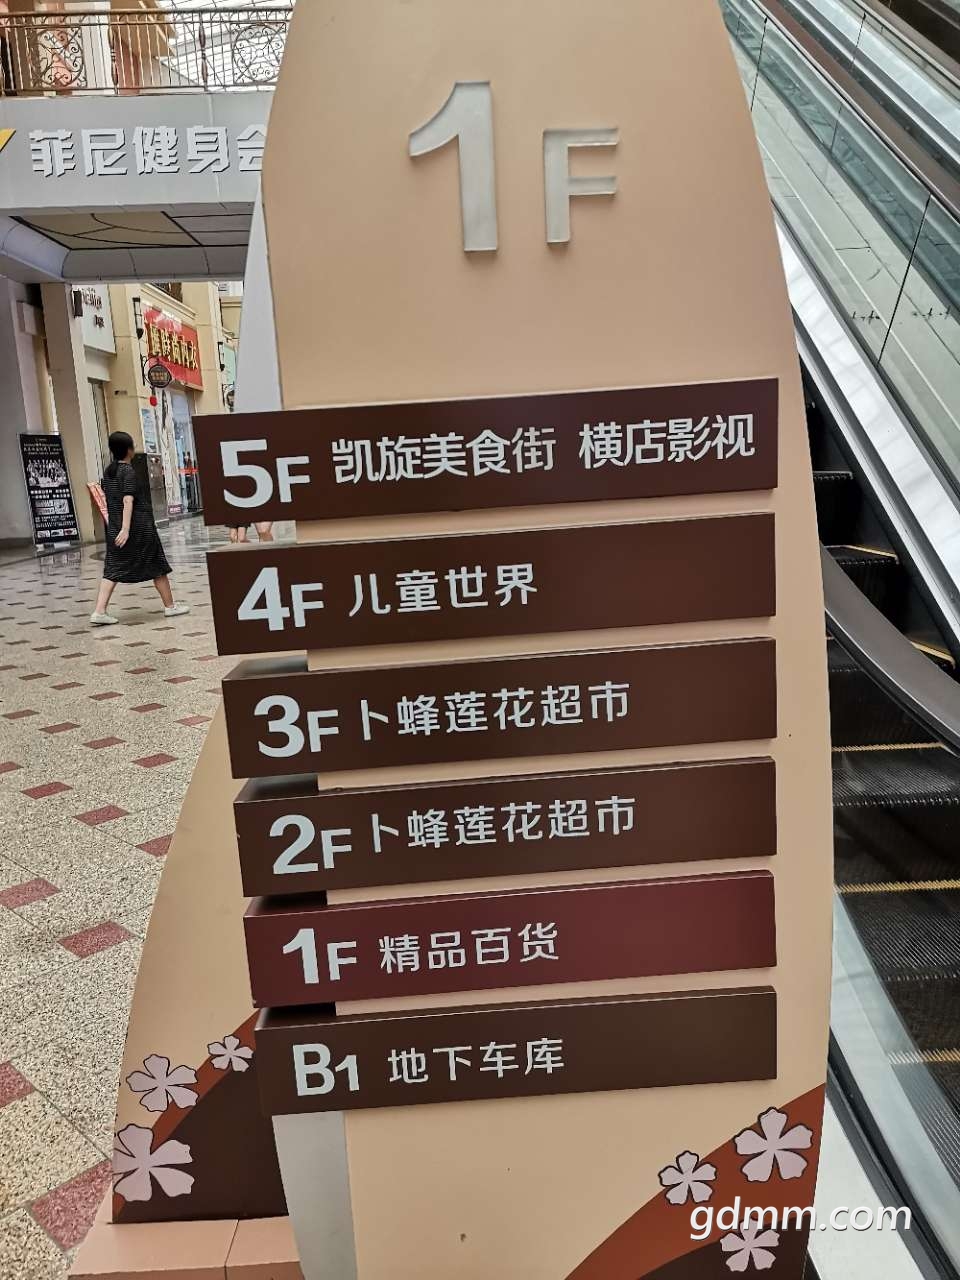 菲尼健身会
1F
5F 凯旋美食街 横店影视
4F 儿童世界
3F 卜蜂莲花超市
2F 卜蜂莲花超市
1F 精品百货
B1 地下车库
gdmm.com